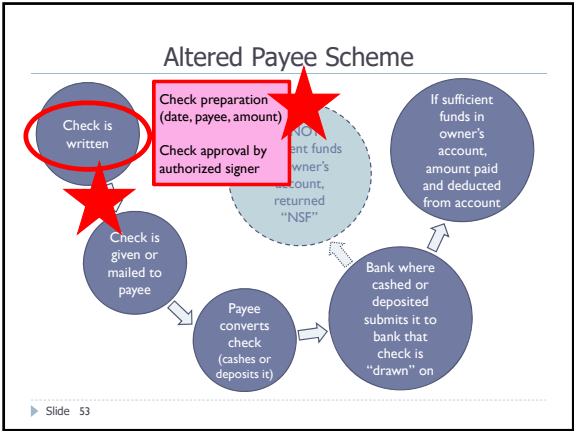 Altered Payee Scheme
Check is
written
Check preparation
(date, payee, amount)
Check approval by
authorized signer
ent funds
wner's
account,
returned
"NSF"
If sufficient
funds in
owner's
account,
amount paid
and deducted
from account
Check is
given or
mailed to
payee
Payee
converts
check
(cashes or
deposits it)
Bank where
cashed or
deposited
submits it to
bank that
check is
"drawn" on
Slide 53